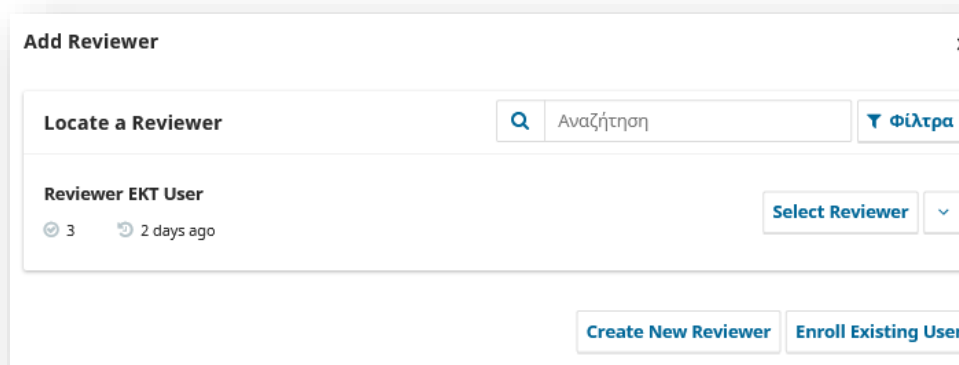 Add Reviewer
Locate a Reviewer
Αναζήτηση
Φίλτρα
Reviewer EKT User
3 2 days ago
Select Reviewer
Create New Reviewer
Enroll Existing User